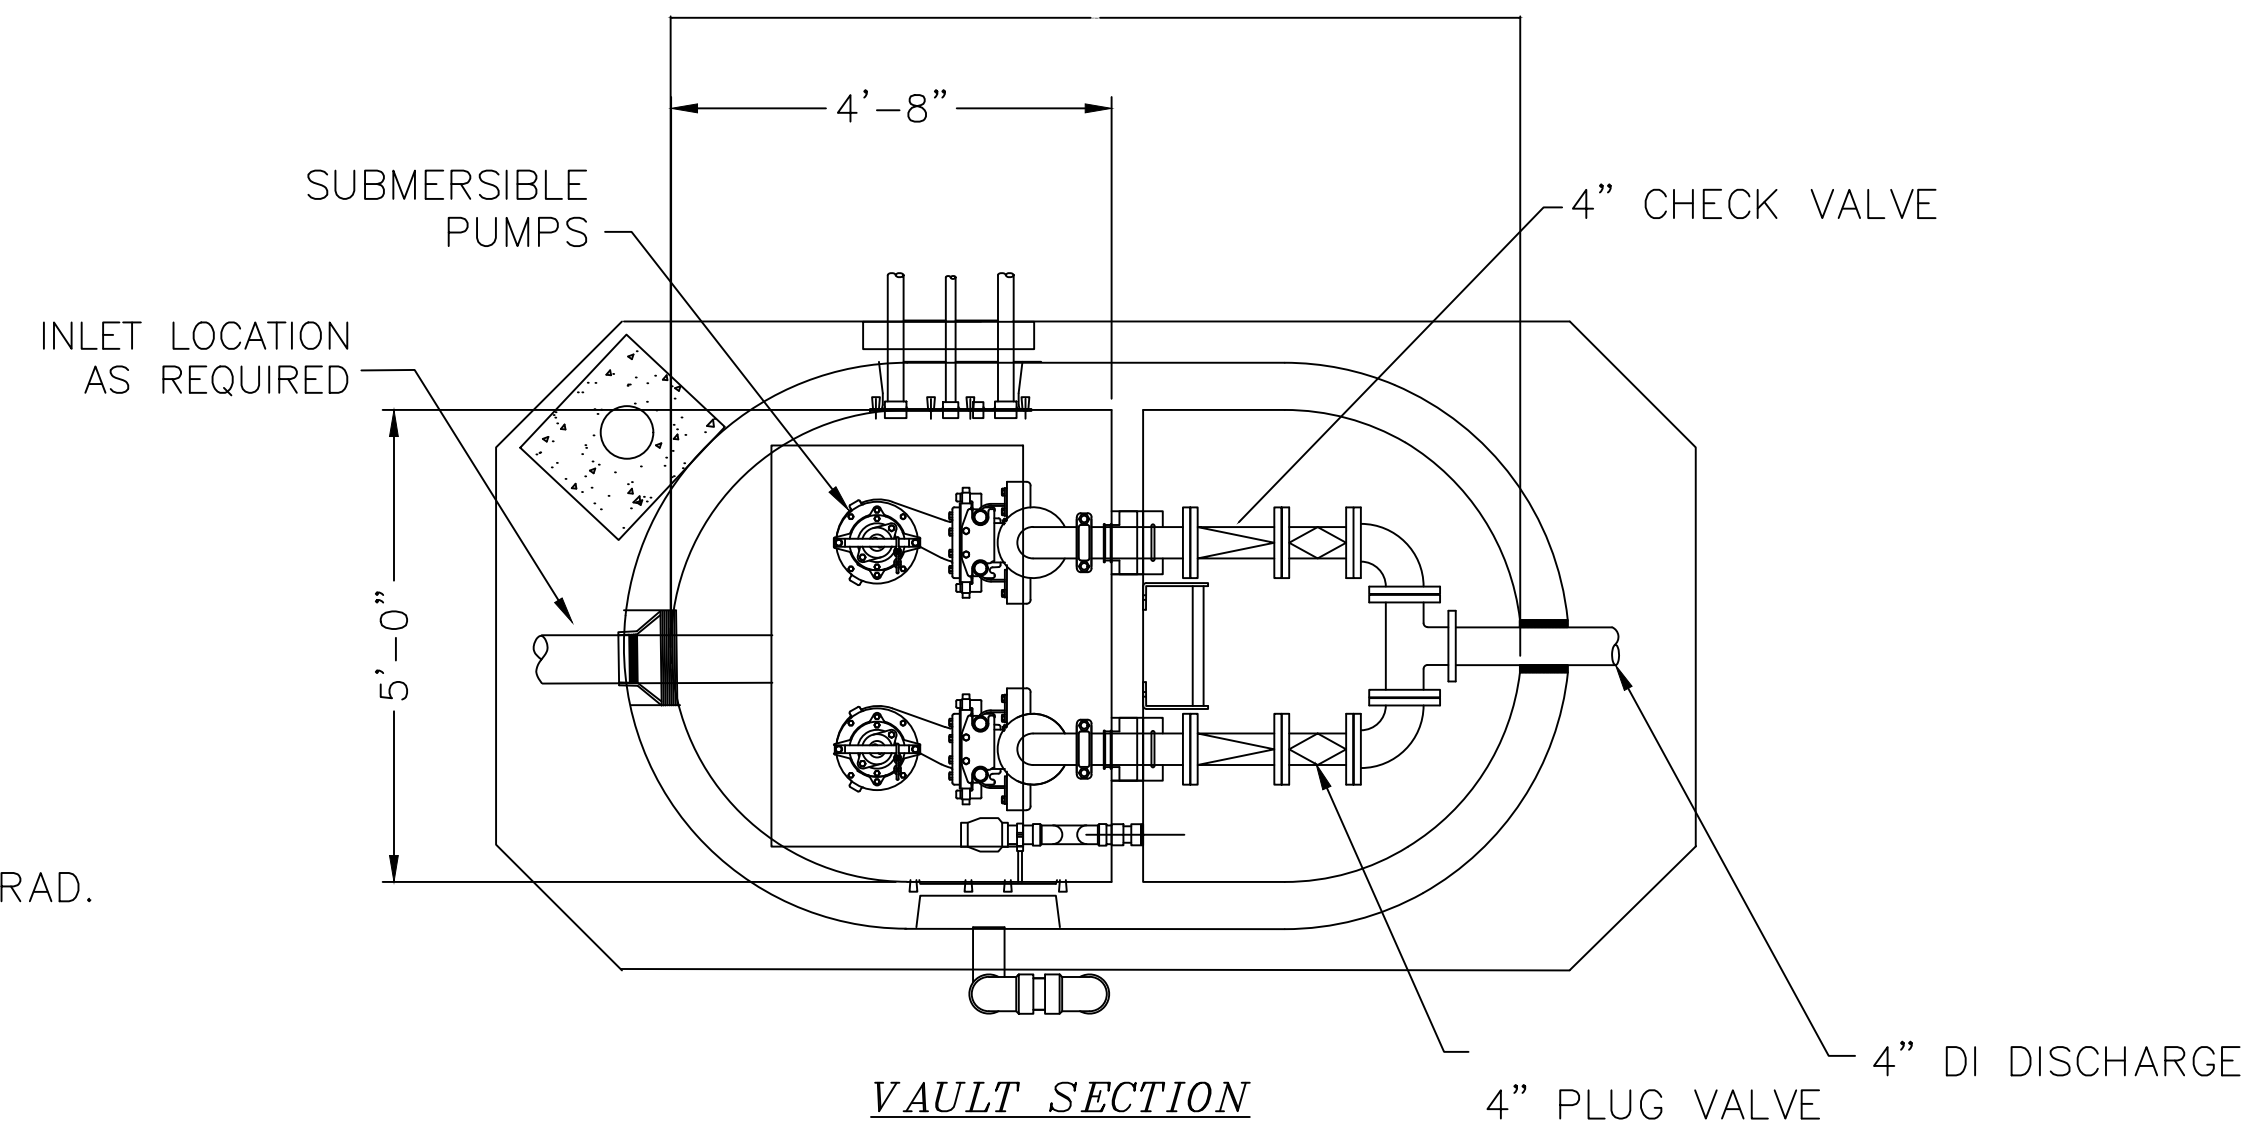 4'-8"
SUBMERSIBLE
PUMPS
4" CHECK VALVE
INLET LOCATION
AS REQUIRED
5'-0"
RAD.
4" DI DISCHARGE
4" PLUG VALVE
VAULT SECTION